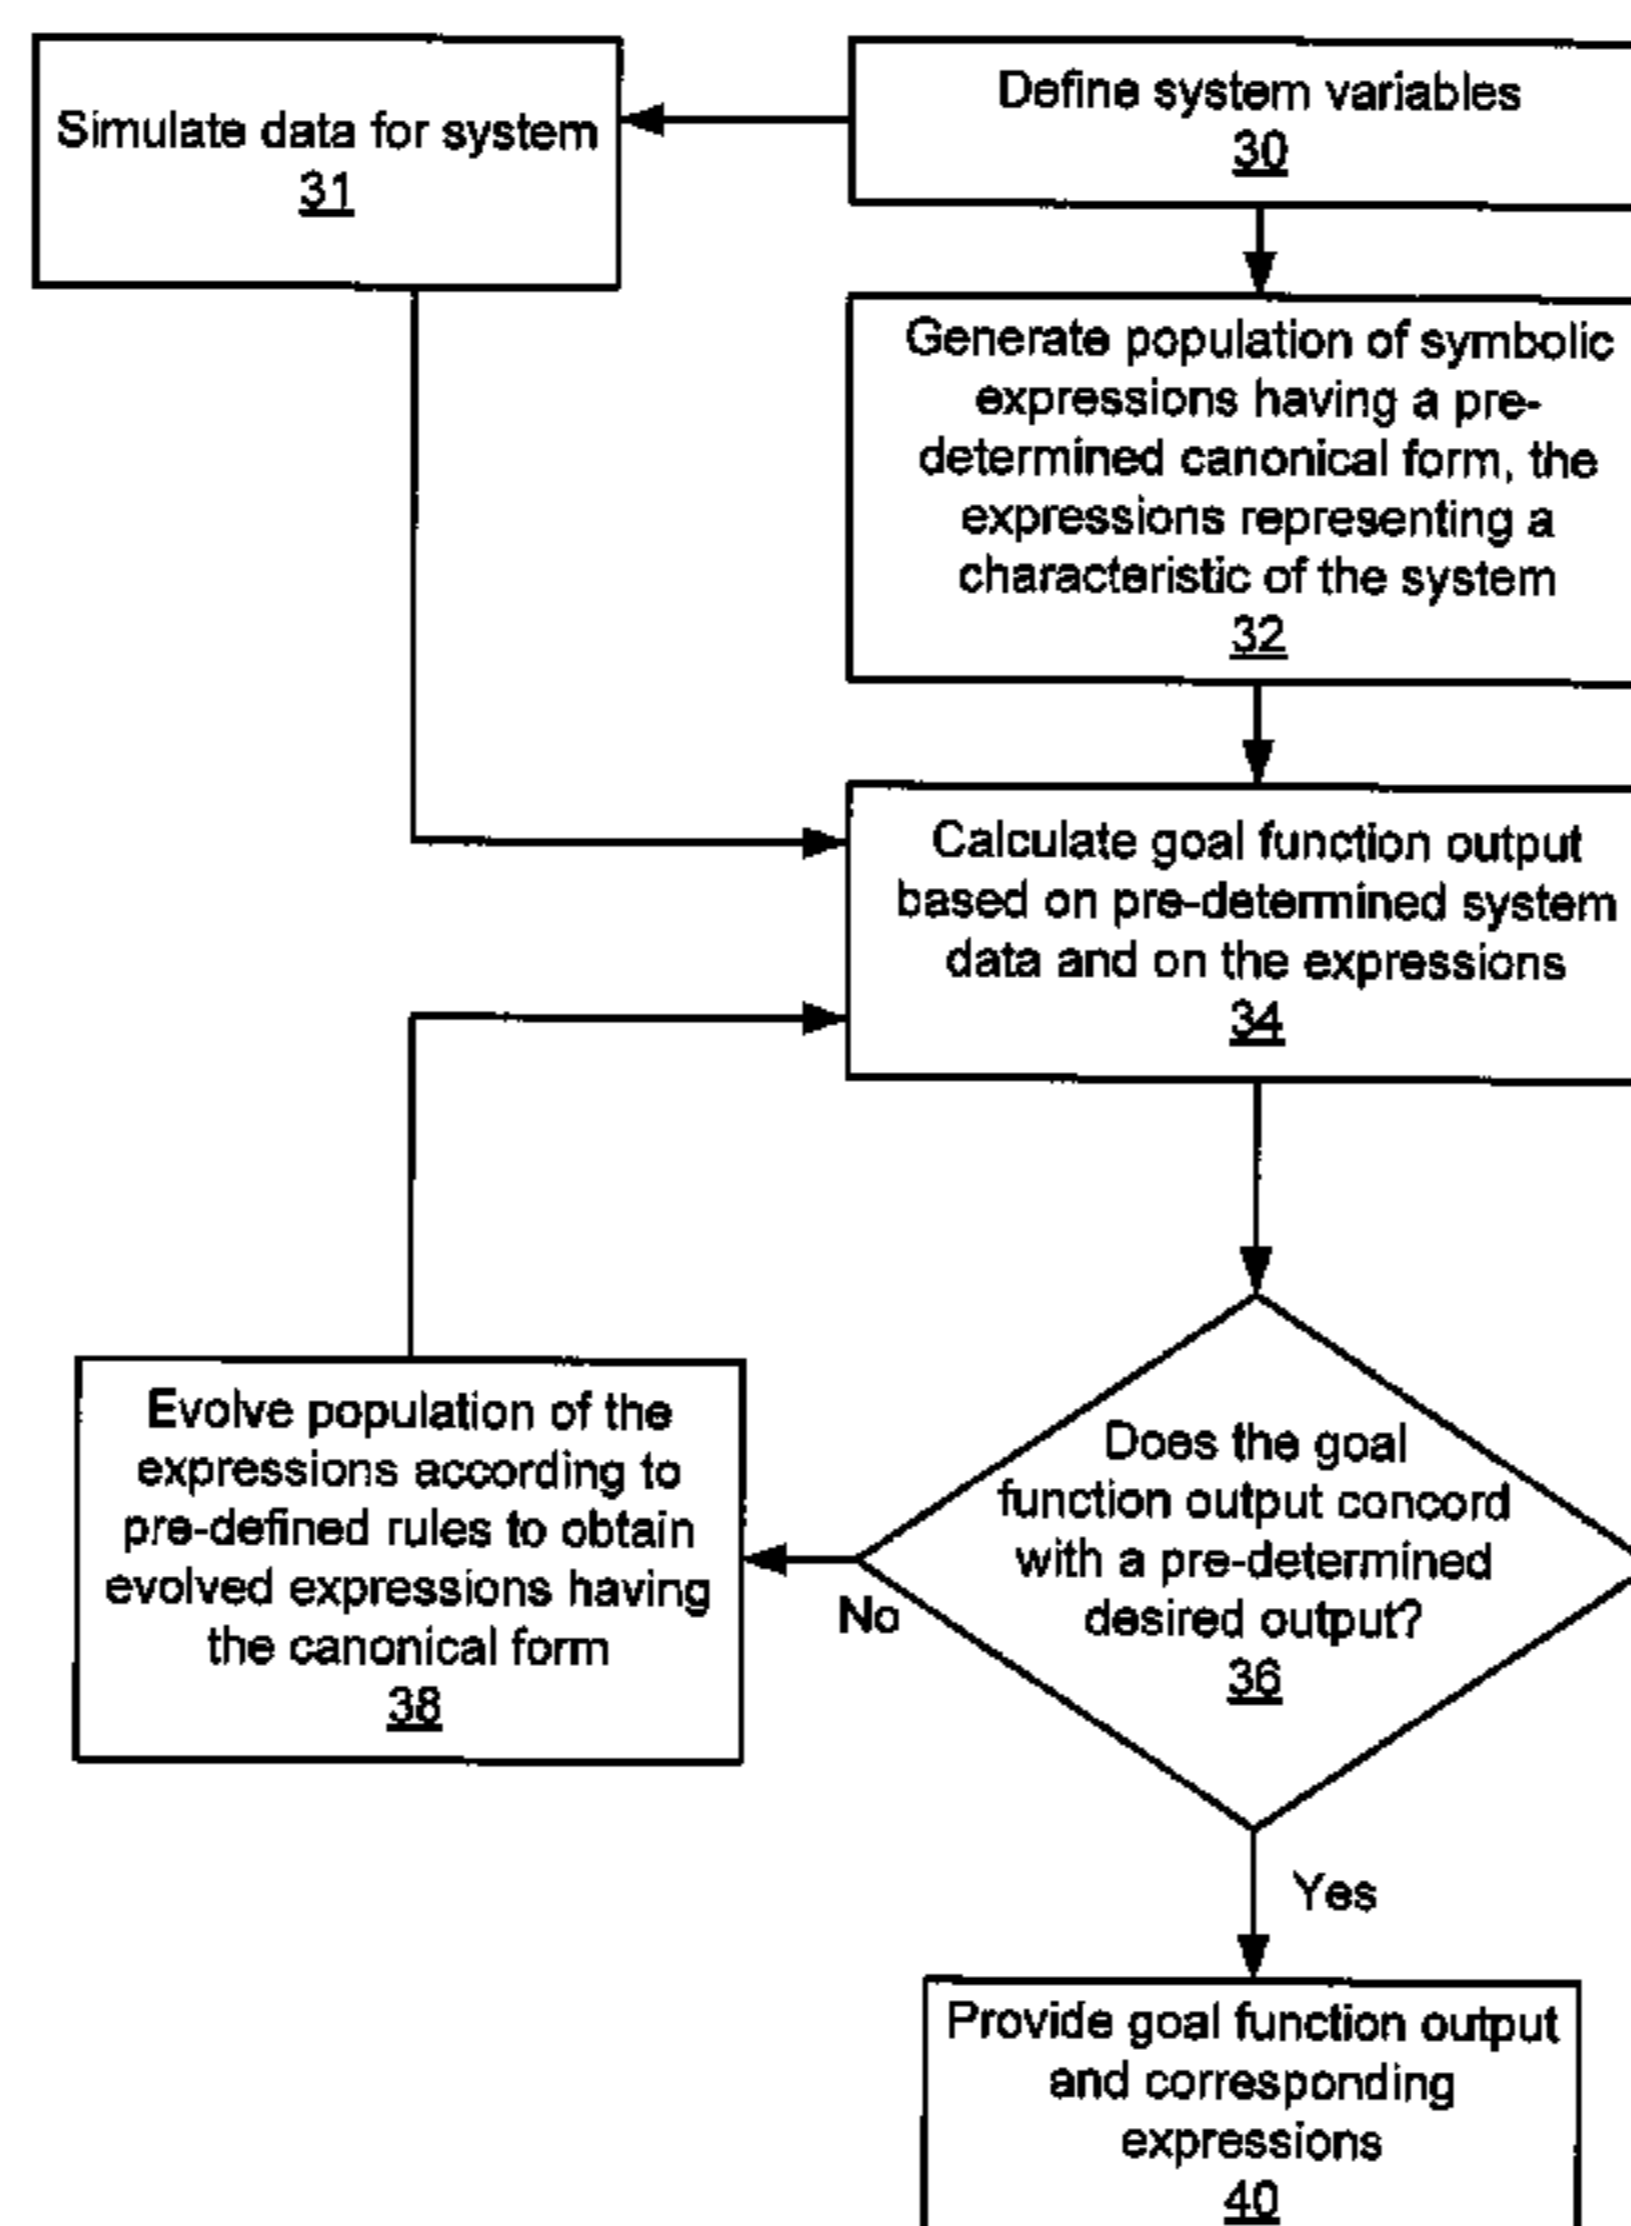 Define system variables
30
Simulate data for system
31
Generate population of symbolic
expressions having a pre-
determined canonical form, the
expressions representing a
characteristic of the system
32
Calculate goal function output
based on pre-determined system
data and on the expressions
34
Does the goal
function output concord
with a pre-determined
desired output?
36
No
Evolve population of the
expressions according to
pre-defined rules to obtain
evolved expressions having
the canonical form
38
Yes
Provide goal function output
and corresponding
expressions
40